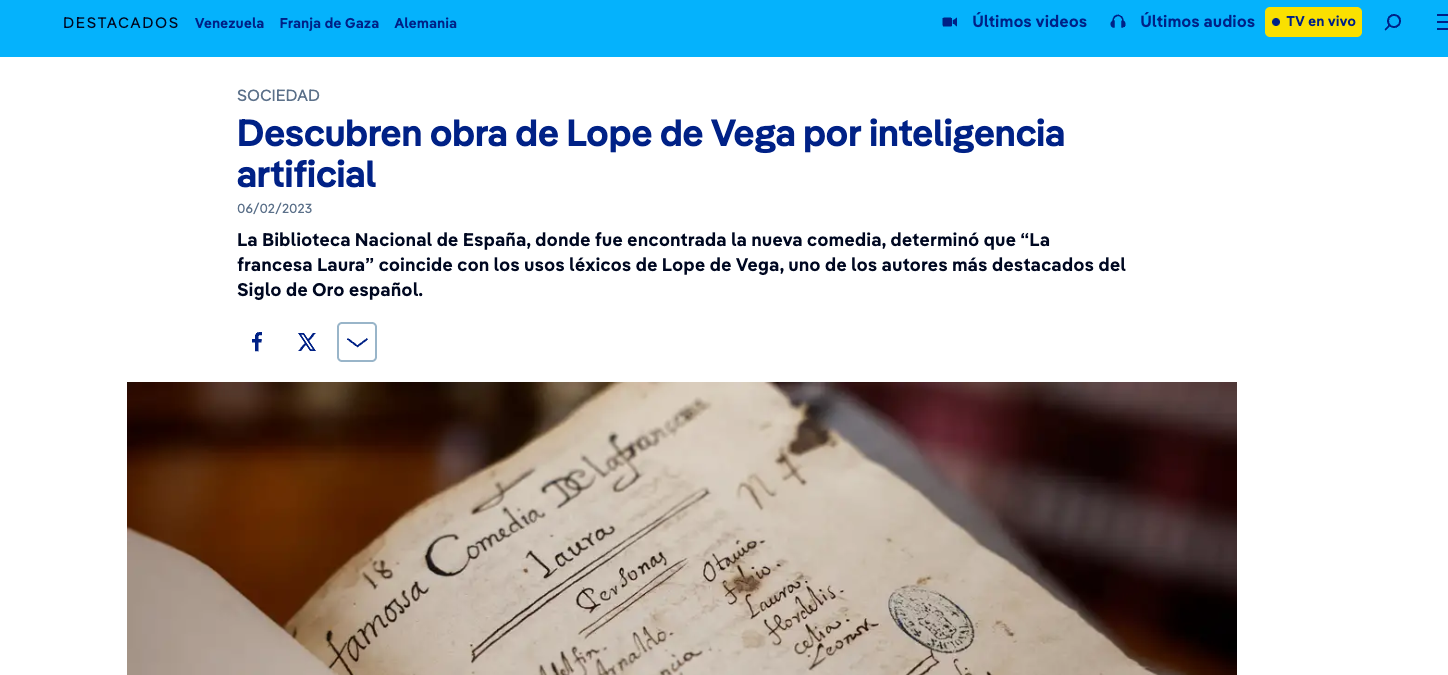 DESTACADOS Venezuela Franja de Gaza Alemania Últimos videos Últimos audios TV en vivo
SOCIEDAD
Descubren obra de Lope de Vega por inteligencia
artificial
06/02/2023
La Biblioteca Nacional de España, donde fue encontrada la nueva comedia, determinó que “La
francesa Laura” coincide con los usos léxicos de Lope de Vega, uno de los autores más destacados del
Siglo de Oro español.
18.
famossa Comedia De la francesa
Laura
Personas
Otauio.
fabio.
Laura.
flordelis.
celia.
Leonor
Arnaldo.